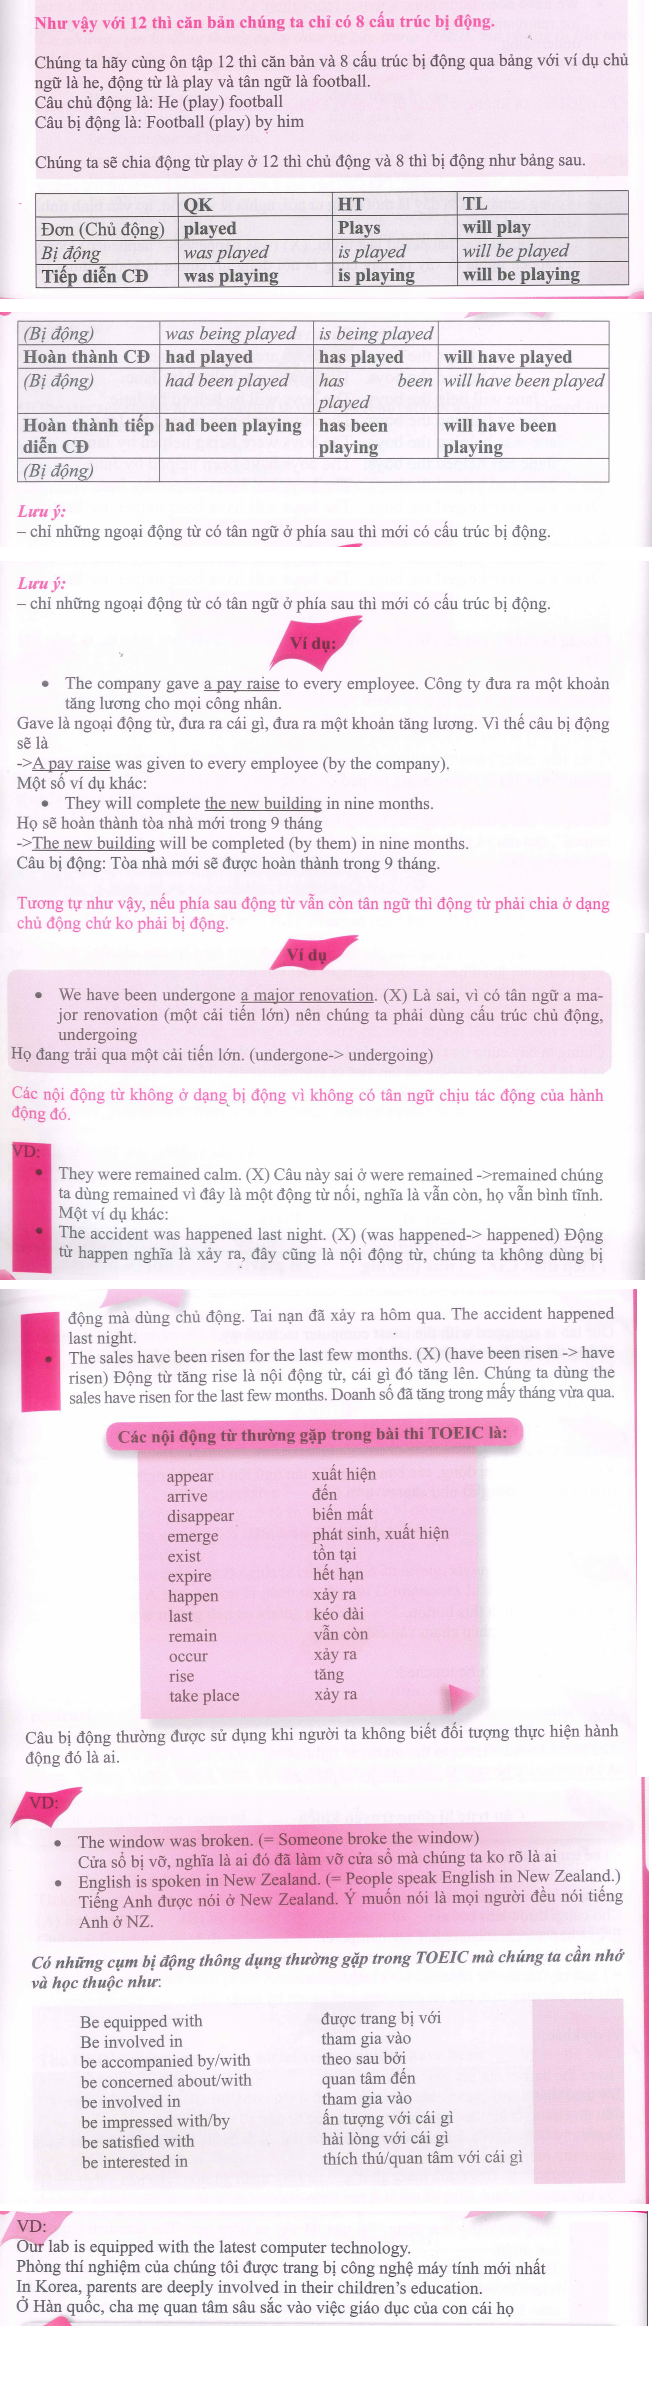 Như vậy với 12 thì căn bản chúng ta chỉ có 8 cấu trúc bị động.
Chúng ta hãy cùng ôn tập 12 thì căn bản và 8 cấu trúc bị động qua bảng với ví dụ chủ
ngữ là he, động từ là play và tân ngữ là football.
Câu chủ động là: He (play) football
Câu bị động là: Football (play) by him
Chúng ta sẽ chia động từ play ở 12 thì chủ động và 8 thì bị động như bảng sau.
QK HT TL
Đơn (Chủ động) played Plays will play
Bị động was played is played will be played
Tiếp diễn CĐ was playing is playing will be playing
(Bị động) was being played is being played
Hoàn thành CĐ had played has played will have played
(Bị động) had been played has been will have been played
played
Hoàn thành tiếp had been playing has been will have been
diễn CĐ playing playing
(Bị động)
Lưu ý:
– chỉ những ngoại động từ có tân ngữ ở phía sau thì mới có cấu trúc bị động.
Lưu ý:
– chỉ những ngoại động từ có tân ngữ ở phía sau thì mới có cấu trúc bị động.
Ví dụ:
• The company gave a pay raise to every employee. Công ty đưa ra một khoản
tăng lương cho mọi công nhân.
Gave là ngoại động từ, đưa ra cái gì, đưa ra một khoản tăng lương. Vì thế câu bị động
sẽ là
->A pay raise was given to every employee (by the company).
Một số ví dụ khác:
• They will complete the new building in nine months.
Họ sẽ hoàn thành tòa nhà mới trong 9 tháng
->The new building will be completed (by them) in nine months.
Câu bị động: Tòa nhà mới sẽ được hoàn thành trong 9 tháng.
Tương tự như vậy, nếu phía sau động từ vẫn còn tân ngữ thì động từ phải chia ở dạng
chủ động chứ ko phải bị động.
Ví dụ
• We have been undergone a major renovation. (X) Là sai, vì có tân ngữ a ma-
jor renovation (một cải tiến lớn) nên chúng ta phải dùng cấu trúc chủ động,
undergoing
Họ đang trải qua một cải tiến lớn. (undergone-> undergoing)
Các nội động từ không ở dạng bị động vì không có tân ngữ chịu tác động của hành
động đó.
VD:
• They were remained calm. (X) Câu này sai ở were remained ->remained chúng
ta dùng remained vì đây là một động từ nối, nghĩa là vẫn còn, họ vẫn bình tĩnh.
Một ví dụ khác:
• The accident was happened last night. (X) (was happened-> happened) Động
từ happen nghĩa là xảy ra, đây cũng là nội động từ, chúng ta không dùng bị
động mà dùng chủ động. Tai nạn đã xảy ra hôm qua. The accident happened
last night.
• The sales have been risen for the last few months. (X) (have been risen -> have
risen) Động từ tăng rise là nội động từ, cái gì đó tăng lên. Chúng ta dùng the
sales have risen for the last few months. Doanh số đã tăng trong mấy tháng vừa qua.
Các nội động từ thường gặp trong bài thi TOEIC là:
appear xuất hiện
arrive đến
disappear biến mất
emerge phát sinh, xuất hiện
exist tồn tại
expire hết hạn
happen xảy ra
last kéo dài
remain vẫn còn
occur xảy ra
rise tăng
take place xảy ra
Câu bị động thường được sử dụng khi người ta không biết đối tượng thực hiện hành
động đó là ai.
VD:
• The window was broken. (= Someone broke the window)
Cửa sổ bị vỡ, nghĩa là ai đó đã làm vỡ cửa sổ mà chúng ta ko rõ là ai
• English is spoken in New Zealand. (= People speak English in New Zealand.)
Tiếng Anh được nói ở New Zealand. Ý muốn nói là mọi người đều nói tiếng
Anh ở NZ.
Có những cụm bị động thông dụng thường gặp trong TOEIC mà chúng ta cần nhớ
và học thuộc như:
Be equipped with được trang bị với
Be involved in tham gia vào
be accompanied by/with theo sau bởi
be concerned about/with quan tâm đến
be involved in tham gia vào
be impressed with/by ấn tượng với cái gì
be satisfied with hài lòng với cái gì
be interested in thích thú/quan tâm với cái gì
VD:
Our lab is equipped with the latest computer technology.
Phòng thí nghiệm của chúng tôi được trang bị công nghệ máy tính mới nhất
In Korea, parents are deeply involved in their children's education.
Ở Hàn quốc, cha mẹ quan tâm sâu sắc vào việc giáo dục của con cái họ